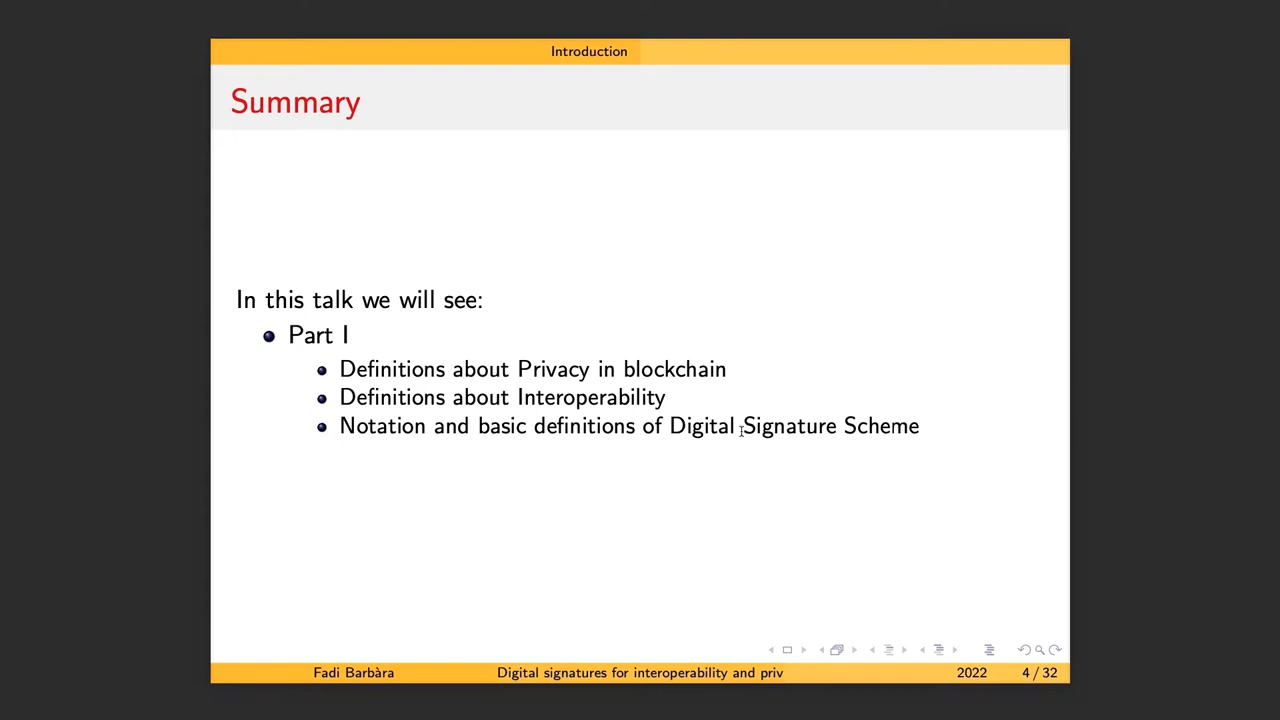 Introduction
Summary
In this talk we will see:
Part I
Definitions about Privacy in blockchain
Definitions about Interoperability
Notation and basic definitions of Digital Signature Scheme
Fadi Barbàra Digital signatures for interoperability and priv 2022 4 / 32